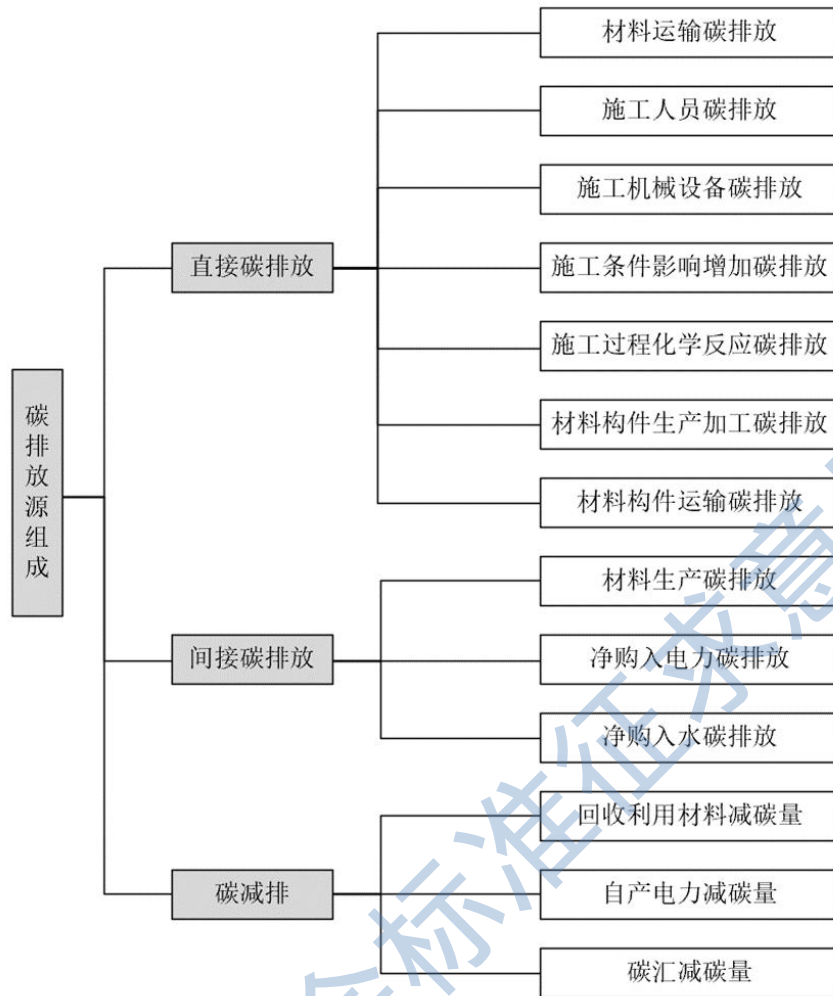 碳排放源组成
直接碳排放
材料运输碳排放
施工人员碳排放
施工机械设备碳排放
施工条件影响增加碳排放
施工过程化学反应碳排放
材料构件生产加工碳排放
材料构件运输碳排放
间接碳排放
材料生产碳排放
净购入电力碳排放
净购入水碳排放
碳减排
回收利用材料减碳量
自产电力减碳量
碳汇减碳量
标准征求意